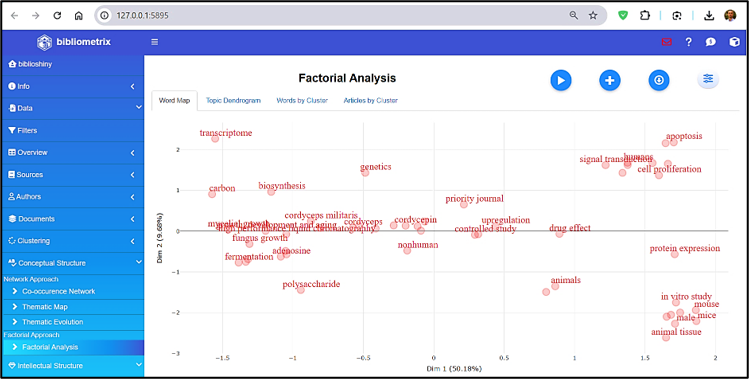 127.0.0.1:5895
bibliometrix
biblioshiny
Info
Data
Filters
Overview
Sources
Authors
Documents
Clustering
Conceptual Structure
Network Approach
Co-occurence Network
Thematic Map
Thematic Evolution
Factorial Approach
Factorial Analysis
Intellectual Structure
Factorial Analysis
Word Map
Topic Dendrogram
Words by Cluster
Articles by Cluster
transcriptome
apoptosis
humans
signal transduction
genetics
cell proliferation
carbon
biosynthesis
priority journal
cordyceps militaris
mycelial growth
development and aging
cordyceps
cordycepin
upregulation
high performance liquid chromatography
controlled study
drug effect
fungus growth
nonhuman
adenosine
protein expression
fermentation
polysaccharide
animals
in vitro study
mouse
male
mice
animal tissue
2
1
0
−1
−2
−3
−1.5
−1
−0.5
0
0.5
1
1.5
2
Dim 2 (9.68%)
Dim 1 (50.18%)